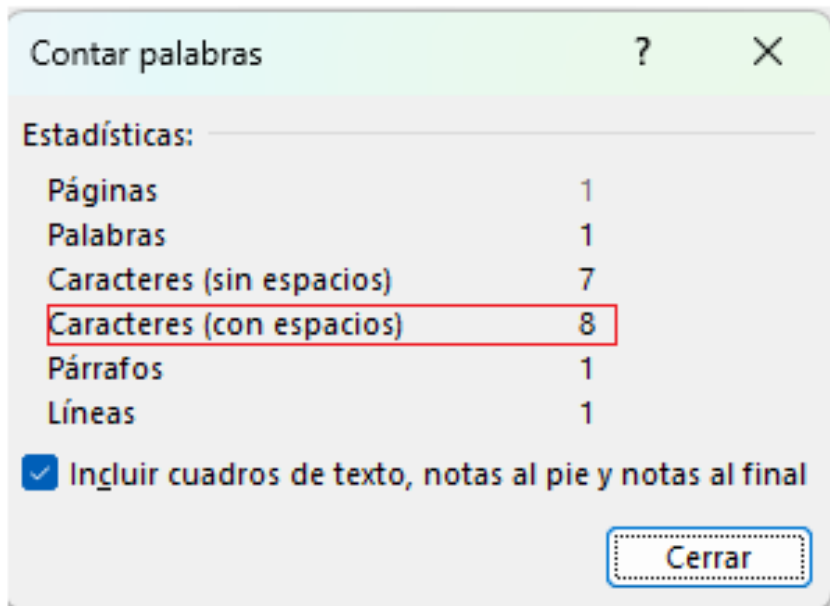 Contar palabras ?
Estadísticas:
Páginas 1
Palabras 1
Caracteres (sin espacios) 7
Caracteres (con espacios) 8
Párrafos 1
Líneas 1
Incluir cuadros de texto, notas al pie y notas al final
Cerrar